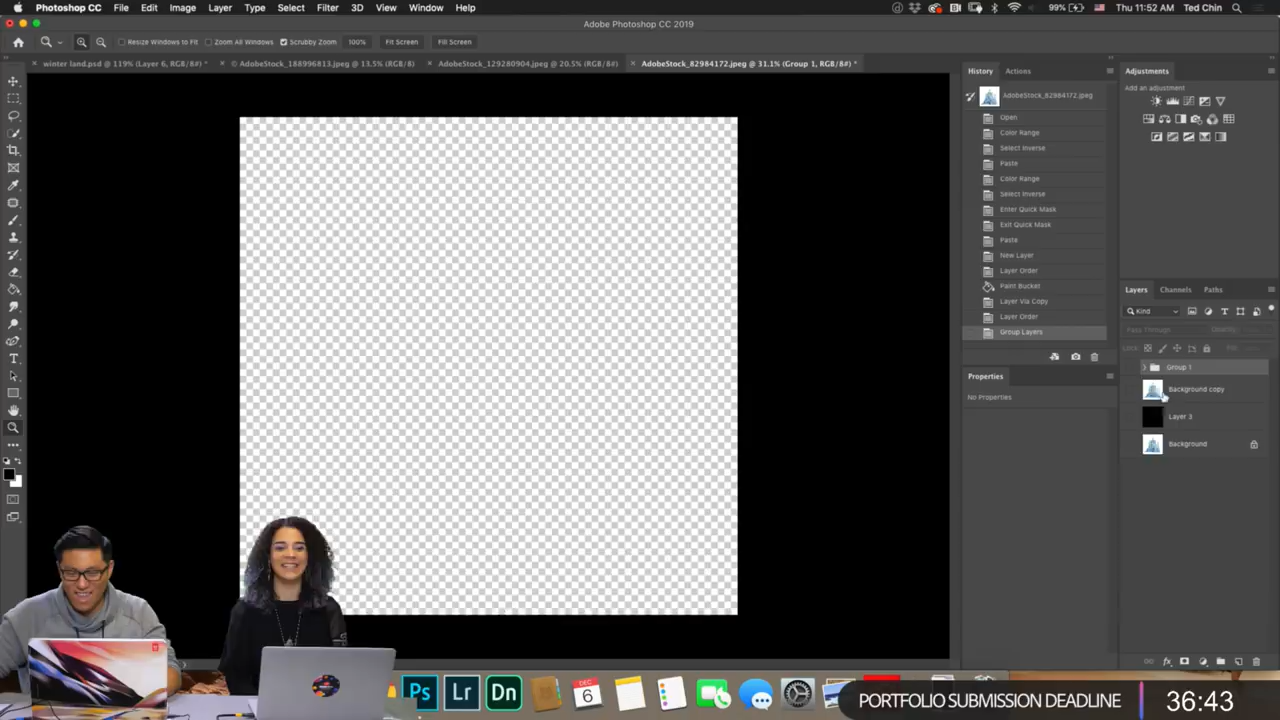 Photoshop CC File Edit Image Layer Type Select Filter 3D View Window Help 99% Thu 11:52 AM Ted Chin
Adobe Photoshop CC 2019
Resize Windows to Fit Zoom All Windows Scrubby Zoom 100% Fit Screen Fill Screen
winter land.psd @ 119% (Layer 6, RGB/8#) * © AdobeStock_188996813.jpeg @ 13,5% (RGB/8) AdobeStock_129280904.jpeg @ 20.5% (RGB/8#) AdobeStock_82984172.jpeg @ 31.1% (Group 1, RGB/8#) *
History Actions
AdobeStock_82984172.jpeg
Open
Color Range
Select Inverse
Paste
Color Range
Select Inverse
Enter Quick Mask
Exit Quick Mask
Paste
New Layer
Layer Order
Paint Bucket
Layer Via Copy
Layer Order
Group Layers
Properties
No Properties
Adjustments
Add an adjustment
Layers Channels Paths
Kind
Pass Through Opacity:
Lock:
Group 1
Background copy
Layer 3
Background
T
Ps Lr Dn 6
PORTFOLIO SUBMISSION DEADLINE 36:43